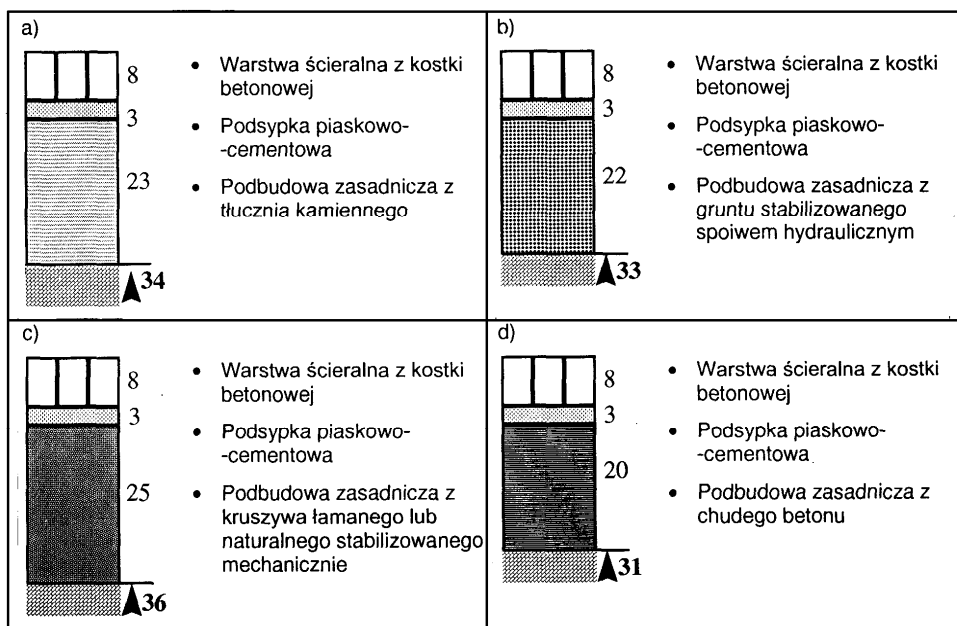 a)
8
3
23
34
• Warstwa ścieralna z kostki
betonowej
• Podsypka piaskowo-
-cementowa
• Podbudowa zasadnicza z
tłucznia kamiennego
b)
8
3
22
33
• Warstwa ścieralna z kostki
betonowej
• Podsypka piaskowo-
-cementowa
• Podbudowa zasadnicza z
gruntu stabilizowanego
spoiwem hydraulicznym
c)
8
3
25
36
• Warstwa ścieralna z kostki
betonowej
• Podsypka piaskowo-
-cementowa
• Podbudowa zasadnicza z
kruszywa łamanego lub
naturalnego stabilizowanego
mechanicznie
d)
8
3
20
31
• Warstwa ścieralna z kostki
betonowej
• Podsypka piaskowo-
-cementowa
• Podbudowa zasadnicza z
chudego betonu